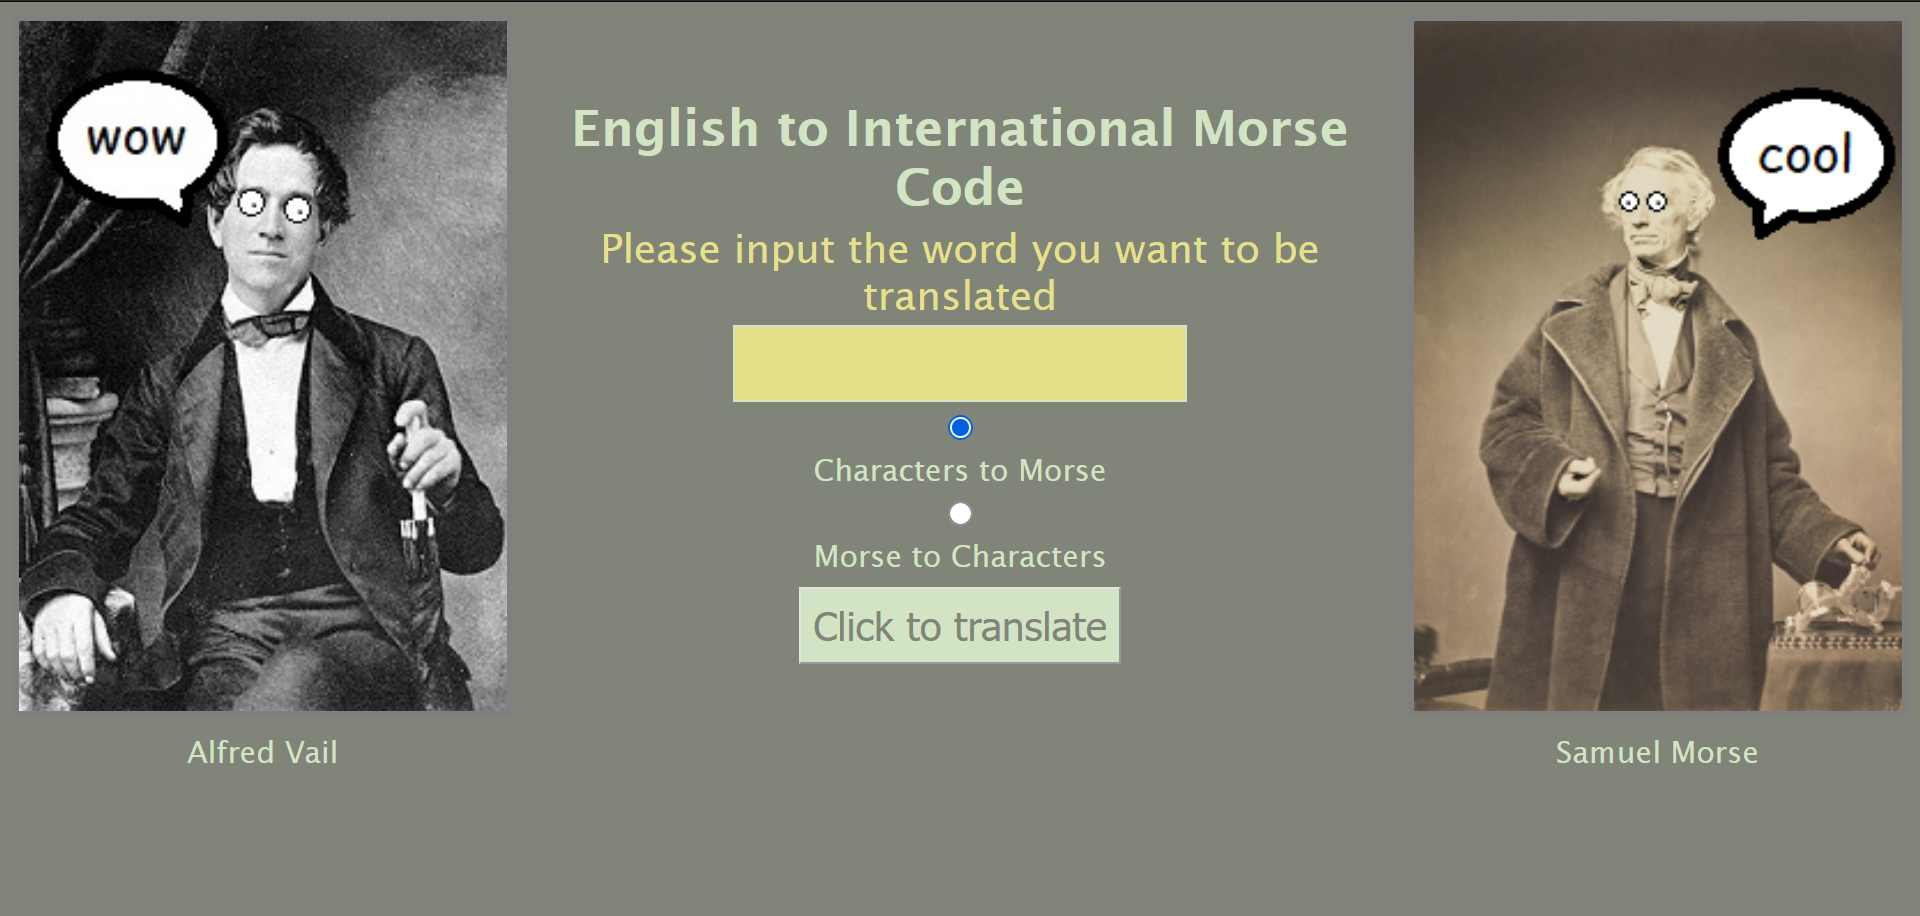 wow
English to International Morse
Code
Please input the word you want to be
translated
Characters to Morse
Morse to Characters
Click to translate
cool
Alfred Vail
Samuel Morse